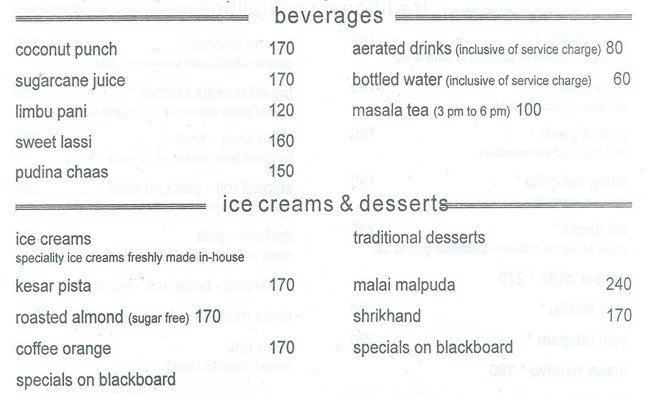 beverages
coconut punch 170
sugarcane juice 170
limbu pani 120
sweet lassi 160
pudina chaas 150
aerated drinks (inclusive of service charge) 80
bottled water (inclusive of service charge) 60
masala tea (3 pm to 6 pm) 100
ice creams & desserts
ice creams
speciality ice creams freshly made in-house
kesar pista 170
roasted almond (sugar free) 170
coffee orange 170
specials on blackboard
traditional desserts
malai malpuda 240
shrikhand 170
specials on blackboard